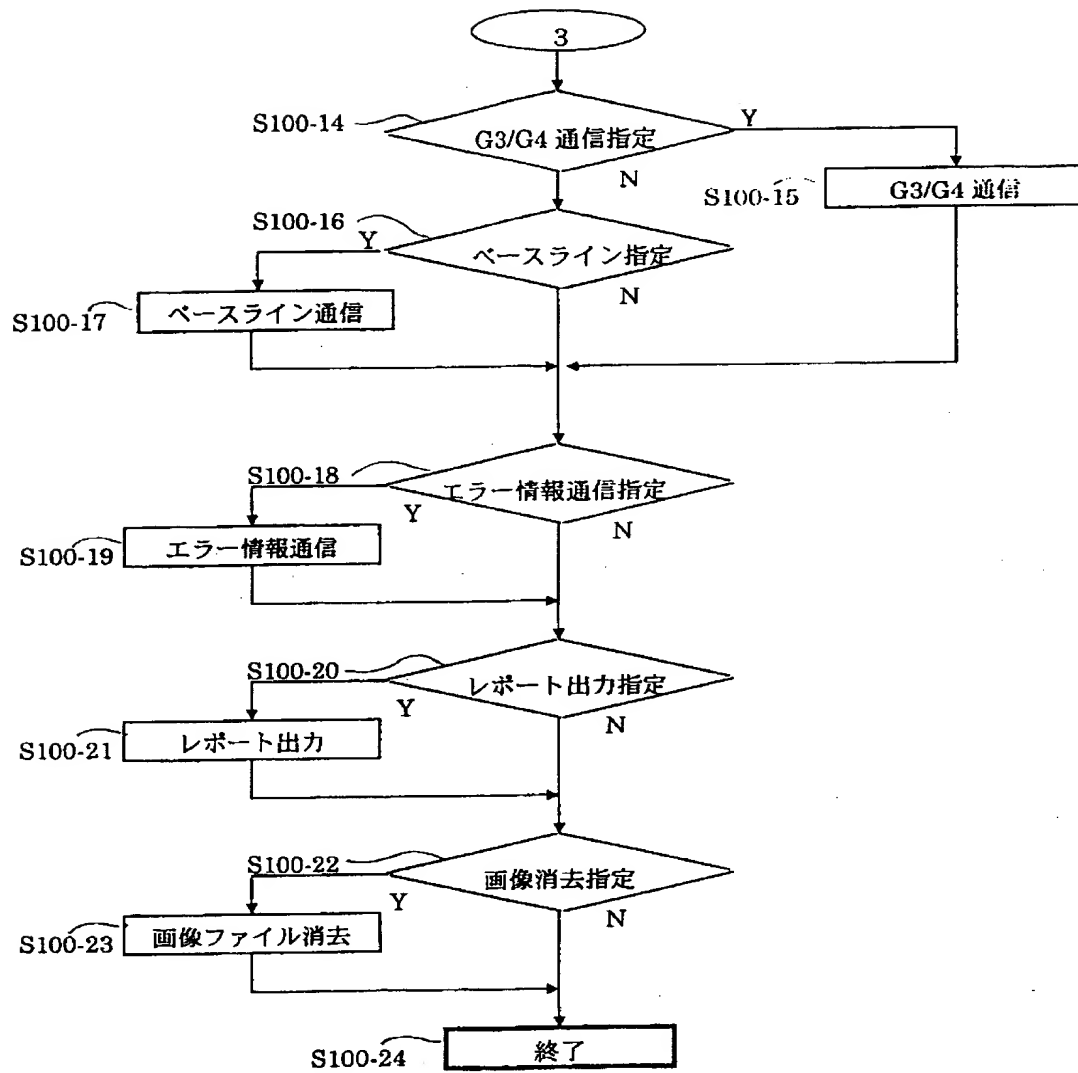 3
S100-14
G3/G4 通信指定
Y
N
S100-15
G3/G4 通信
S100-16
Y
ベースライン指定
N
S100-17
ベースライン通信
S100-18
エラー情報通信指定
Y
N
S100-19
エラー情報通信
S100-20
レポート出力指定
Y
N
S100-21
レポート出力
S100-22
画像消去指定
Y
N
S100-23
画像ファイル消去
S100-24
終了